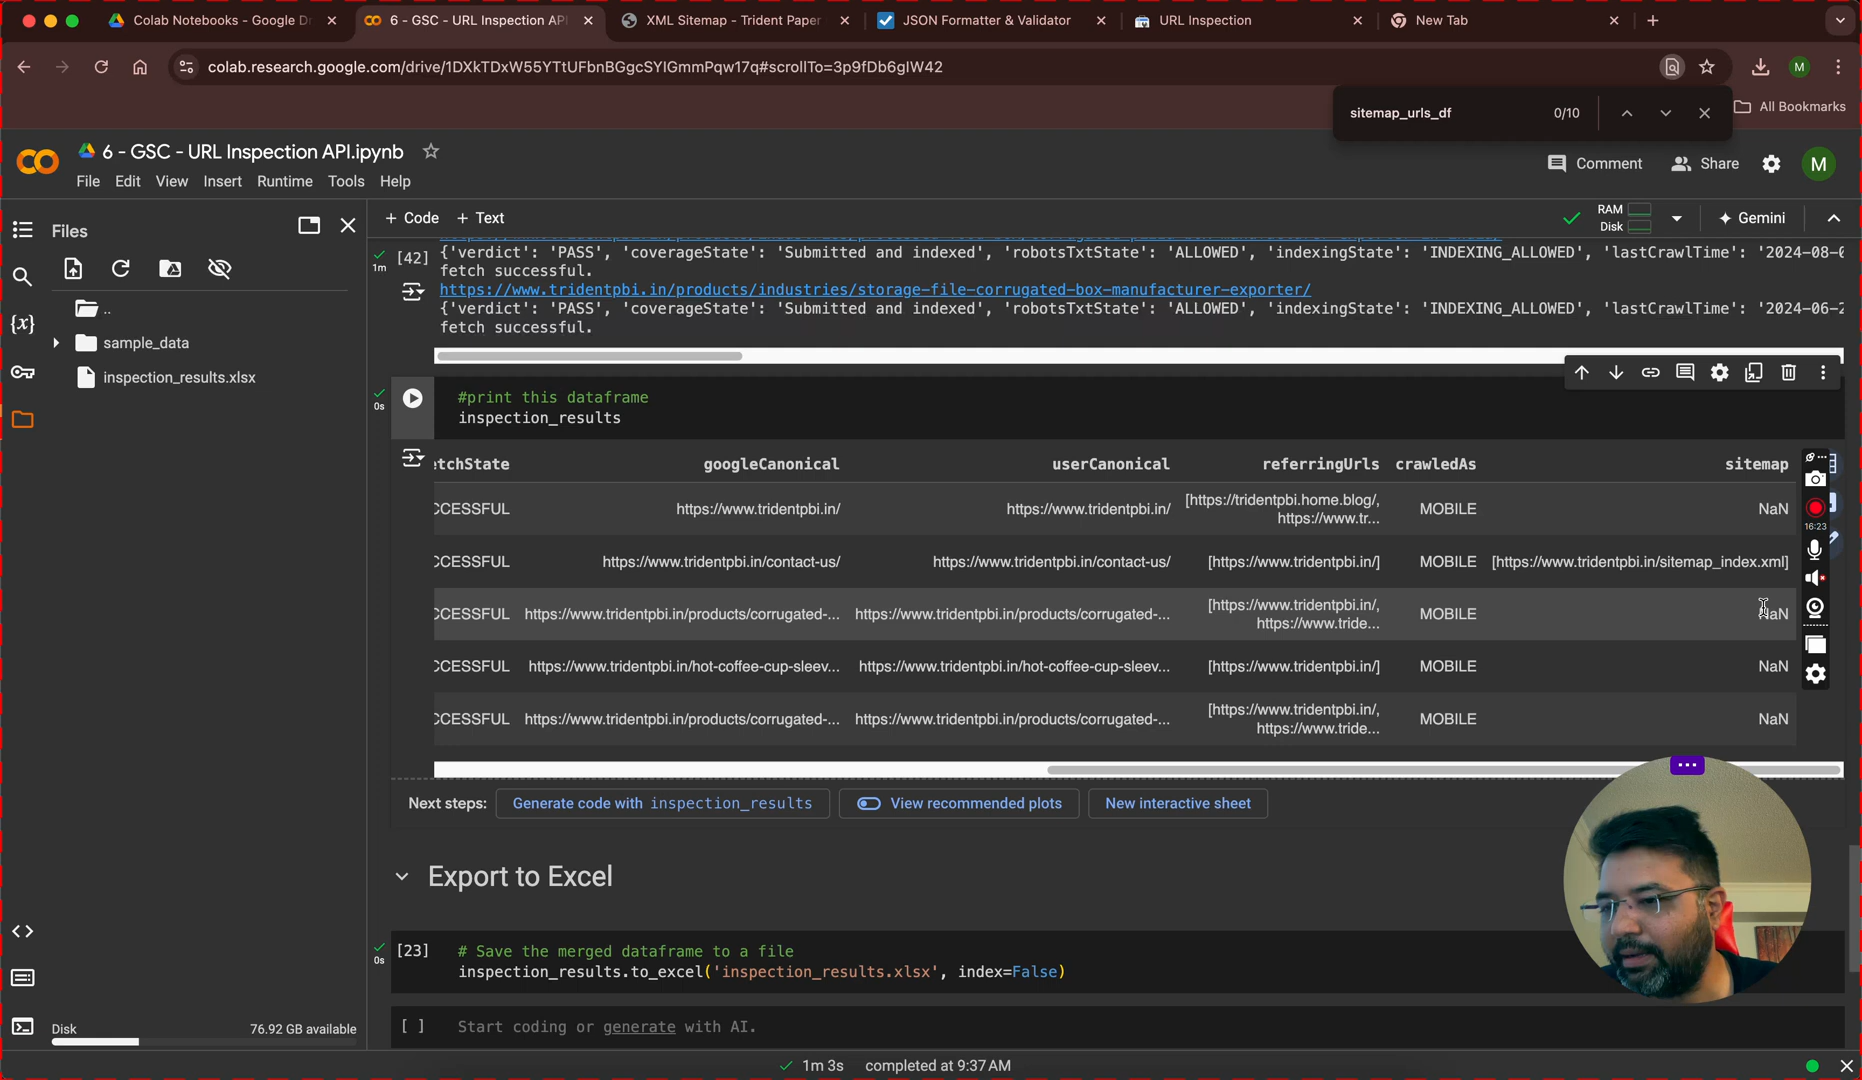 Colab Notebooks - Google Dr
6 - GSC - URL Inspection API
XML Sitemap - Trident Paper
JSON Formatter & Validator
URL Inspection
New Tab
colab.research.google.com/drive/1DXkTDxW55YTtUFbnBGgcSYIGmmPqw17q#scrollTo=3p9fDb6gIW42
M
All Bookmarks
sitemap_urls_df 0/10
6 - GSC - URL Inspection API.ipynb
File Edit View Insert Runtime Tools Help
Comment Share M
Files
+ Code + Text
RAM
Disk
Gemini
..
sample_data
inspection_results.xlsx
1m [42]
{'verdict': 'PASS', 'coverageState': 'Submitted and indexed', 'robotsTxtState': 'ALLOWED', 'indexingState': 'INDEXING_ALLOWED', 'lastCrawlTime': '2024-08-0
fetch successful.
https://www.tridentpbi.in/products/industries/storage-file-corrugated-box-manufacturer-exporter/
{'verdict': 'PASS', 'coverageState': 'Submitted and indexed', 'robotsTxtState': 'ALLOWED', 'indexingState': 'INDEXING_ALLOWED', 'lastCrawlTime': '2024-06-2
fetch successful.
0s
#print this dataframe
inspection_results
etchState googleCanonical userCanonical referringUrls crawledAs sitemap
CCESSFUL https://www.tridentpbi.in/ https://www.tridentpbi.in/ [https://tridentpbi.home.blog/, https://www.tr... MOBILE NaN
CCESSFUL https://www.tridentpbi.in/contact-us/ https://www.tridentpbi.in/contact-us/ [https://www.tridentpbi.in/] MOBILE [https://www.tridentpbi.in/sitemap_index.xml]
CCESSFUL https://www.tridentpbi.in/products/corrugated-... https://www.tridentpbi.in/products/corrugated-... [https://www.tridentpbi.in/, https://www.tride... MOBILE NaN
CCESSFUL https://www.tridentpbi.in/hot-coffee-cup-sleev... https://www.tridentpbi.in/hot-coffee-cup-sleev... [https://www.tridentpbi.in/] MOBILE NaN
CCESSFUL https://www.tridentpbi.in/products/corrugated-... https://www.tridentpbi.in/products/corrugated-... [https://www.tridentpbi.in/, https://www.tride... MOBILE NaN
16:23
Next steps: Generate code with inspection_results View recommended plots New interactive sheet
Export to Excel
0s [23]
# Save the merged dataframe to a file
inspection_results.to_excel('inspection_results.xlsx', index=False)
[ ] Start coding or generate with AI.
Disk 76.92 GB available
1m 3s completed at 9:37 AM